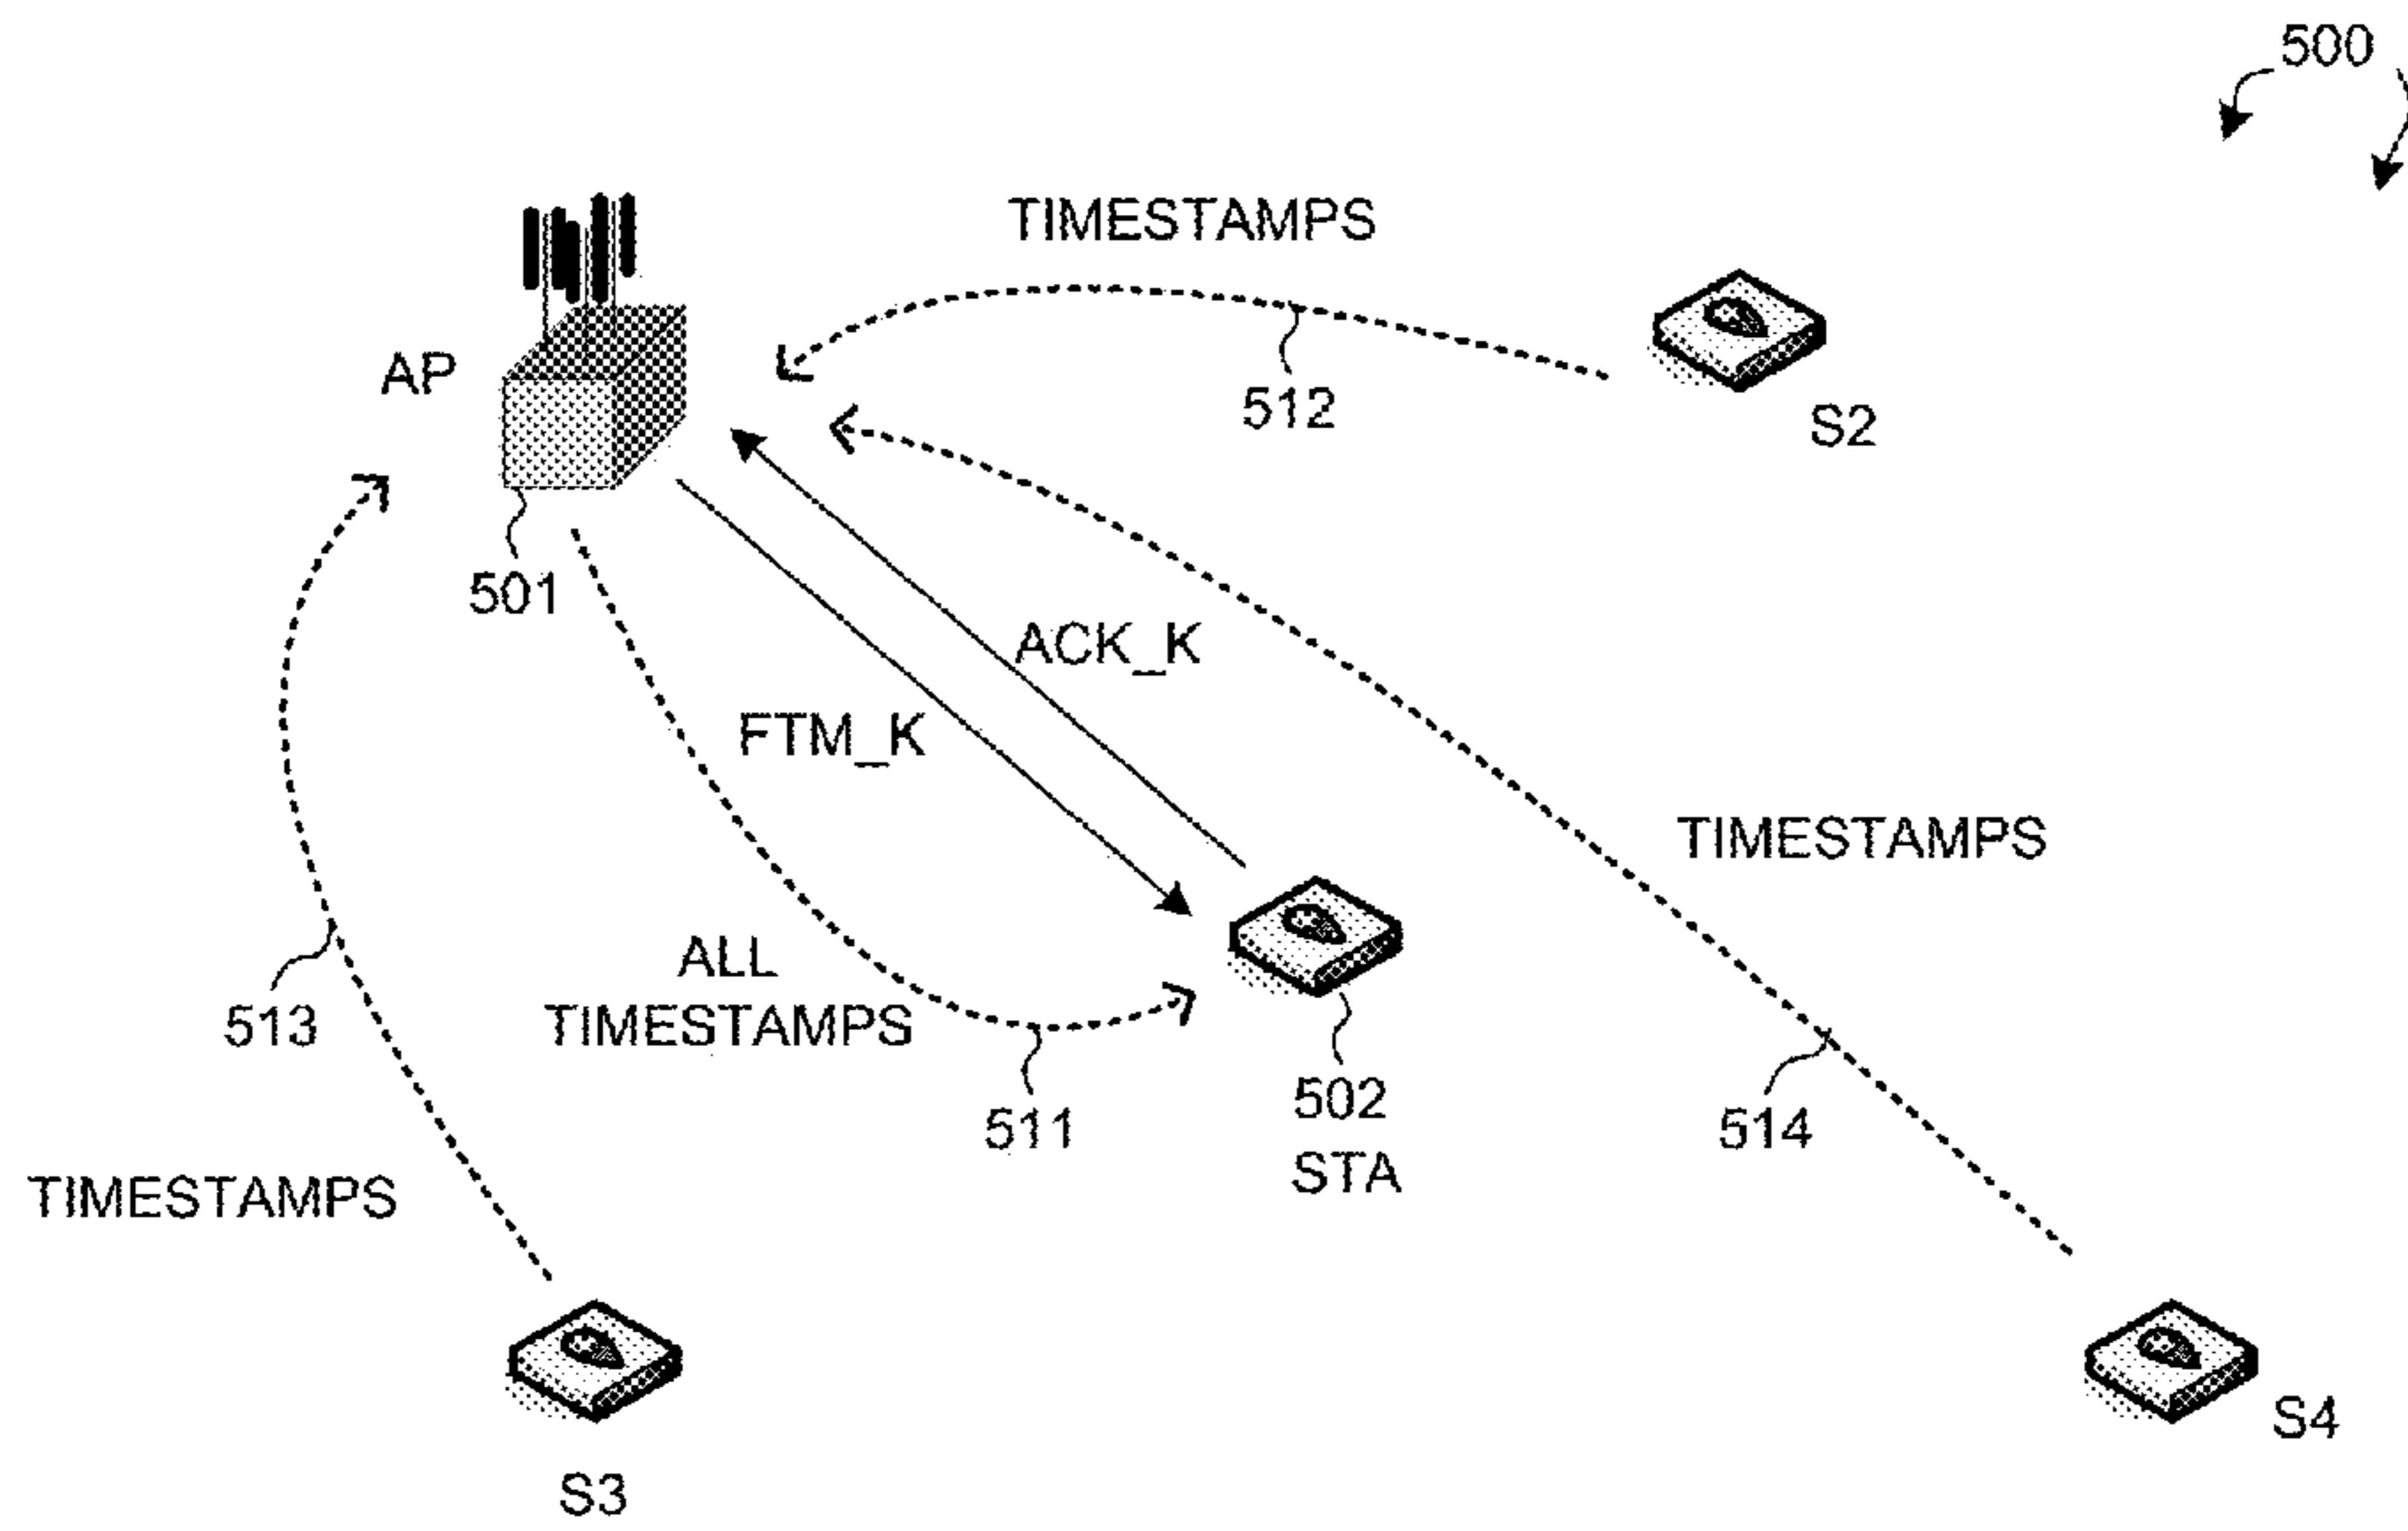 500
TIMESTAMPS
AP
512
S2
501
ACK_K
FTM_K
TIMESTAMPS
ALL
TIMESTAMPS
513
511
502
STA
514
TIMESTAMPS
S4
S3